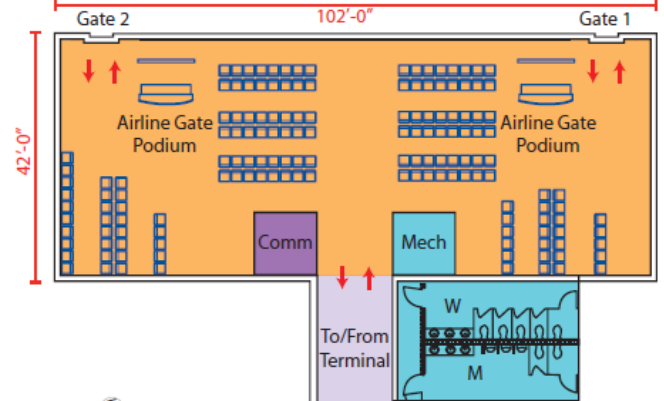 102'-0"
Gate 2
Gate 1
42'-0"
Airline Gate
Podium
Airline Gate
Podium
Comm
Mech
To/From
Terminal
W
M